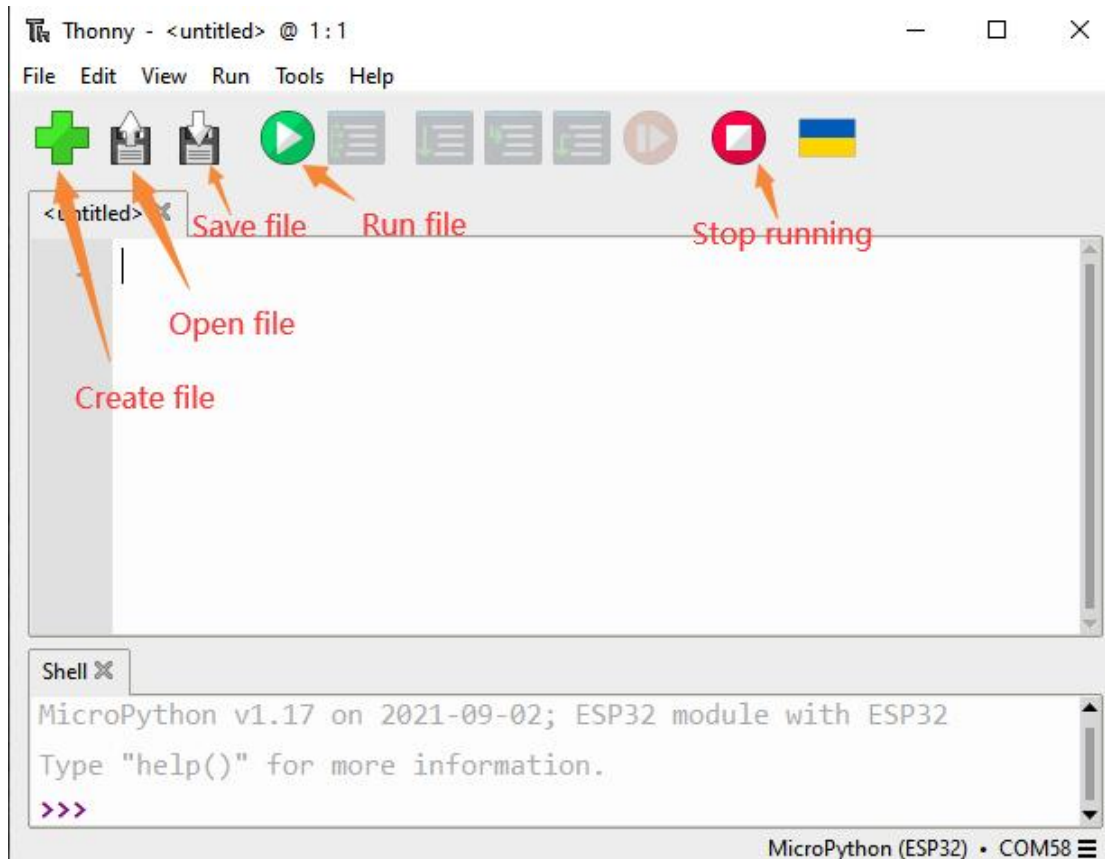 Thonny - <untitled> @ 1:1
File Edit View Run Tools Help
<untitled>
Save file
Run file
Stop running
Open file
Create file
Shell
MicroPython v1.17 on 2021-09-02; ESP32 module with ESP32
Type "help()" for more information.
>>>
MicroPython (ESP32) • COM58